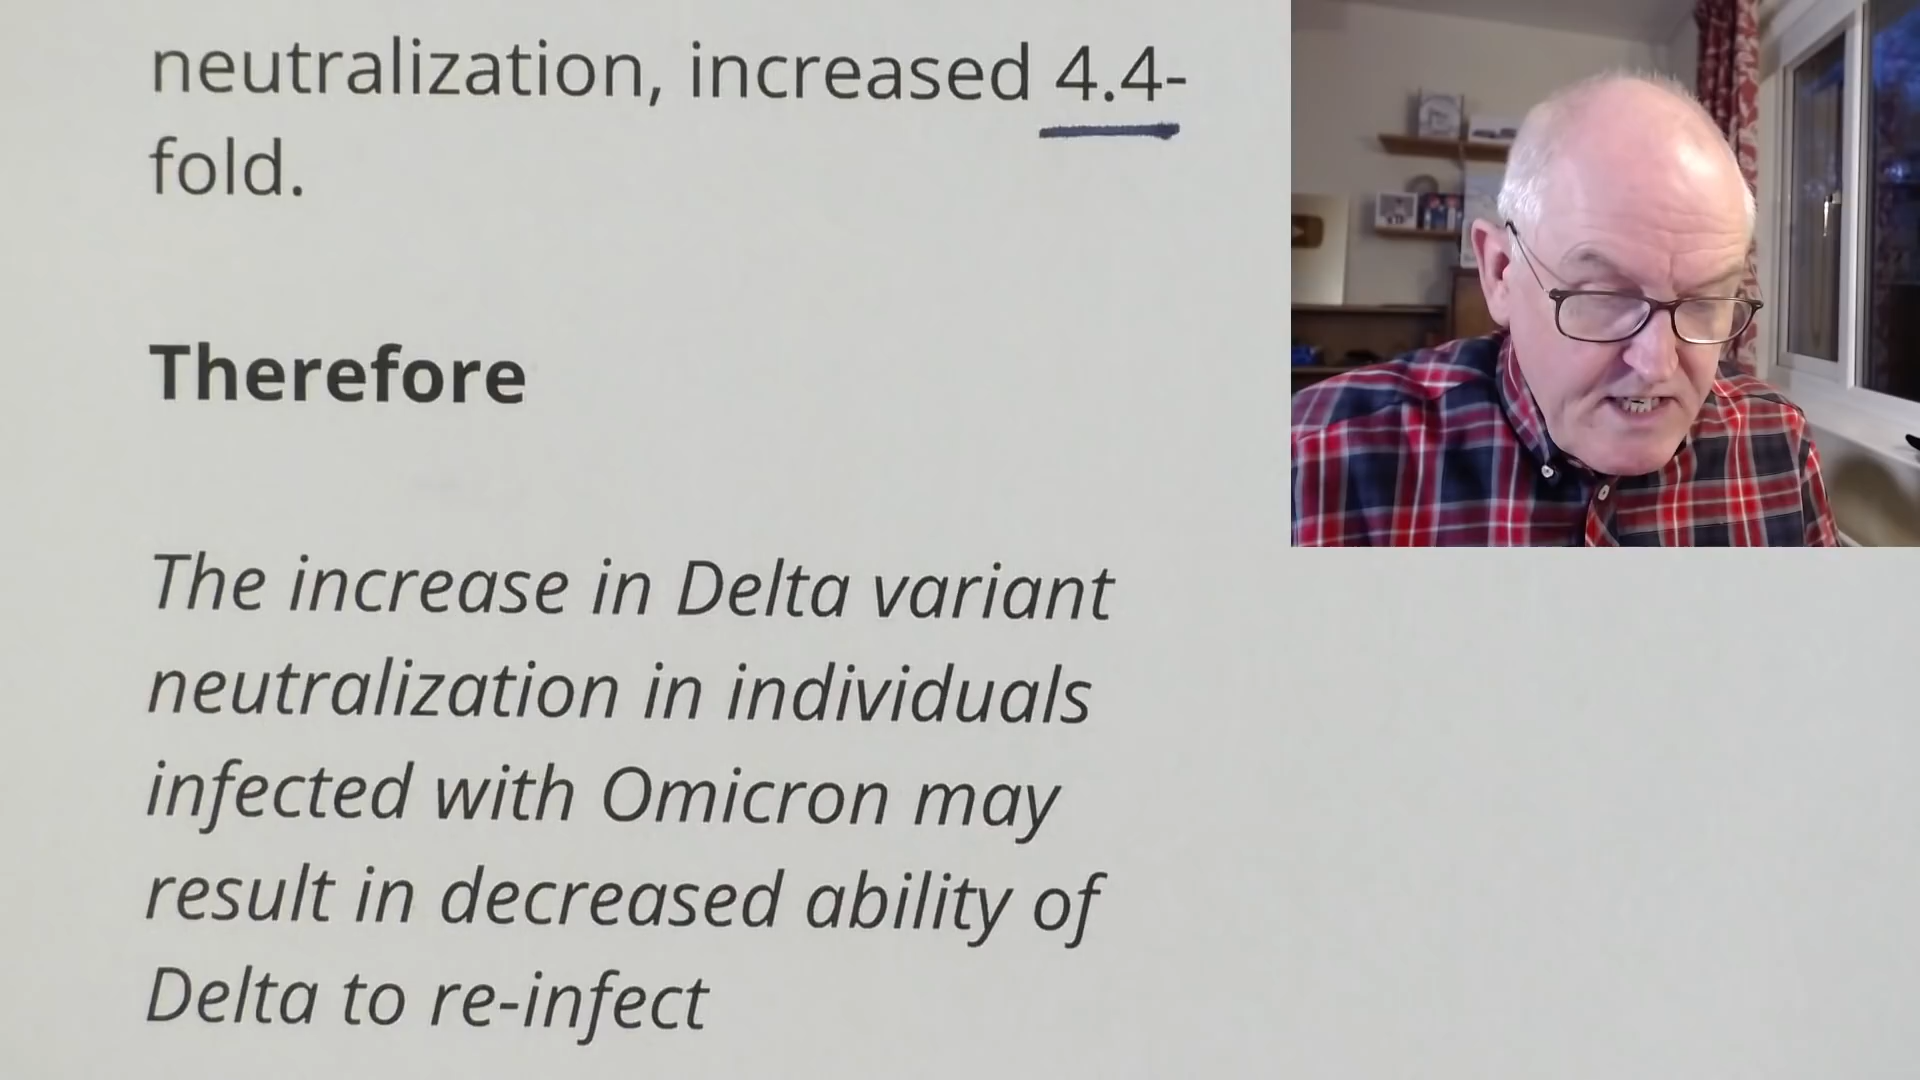 neutralization, increased 4.4-
fold.
Therefore
The increase in Delta variant
neutralization in individuals
infected with Omicron may
result in decreased ability of
Delta to re-infect